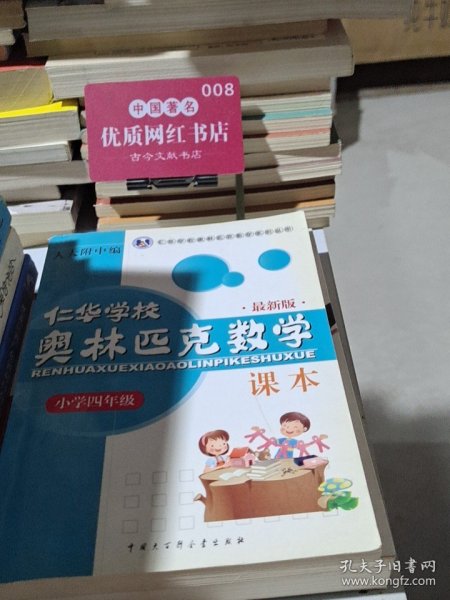 008
中国著名
优质网红书店
古今文献书店
人大附中编
·最新版·
仁华学校
奥林匹克数学
RENHUAXUEXIAOAOLINPIKESHUXUE
课本
小学四年级
中国大百科全书出版社
孔夫子旧书网
www.kongfz.com